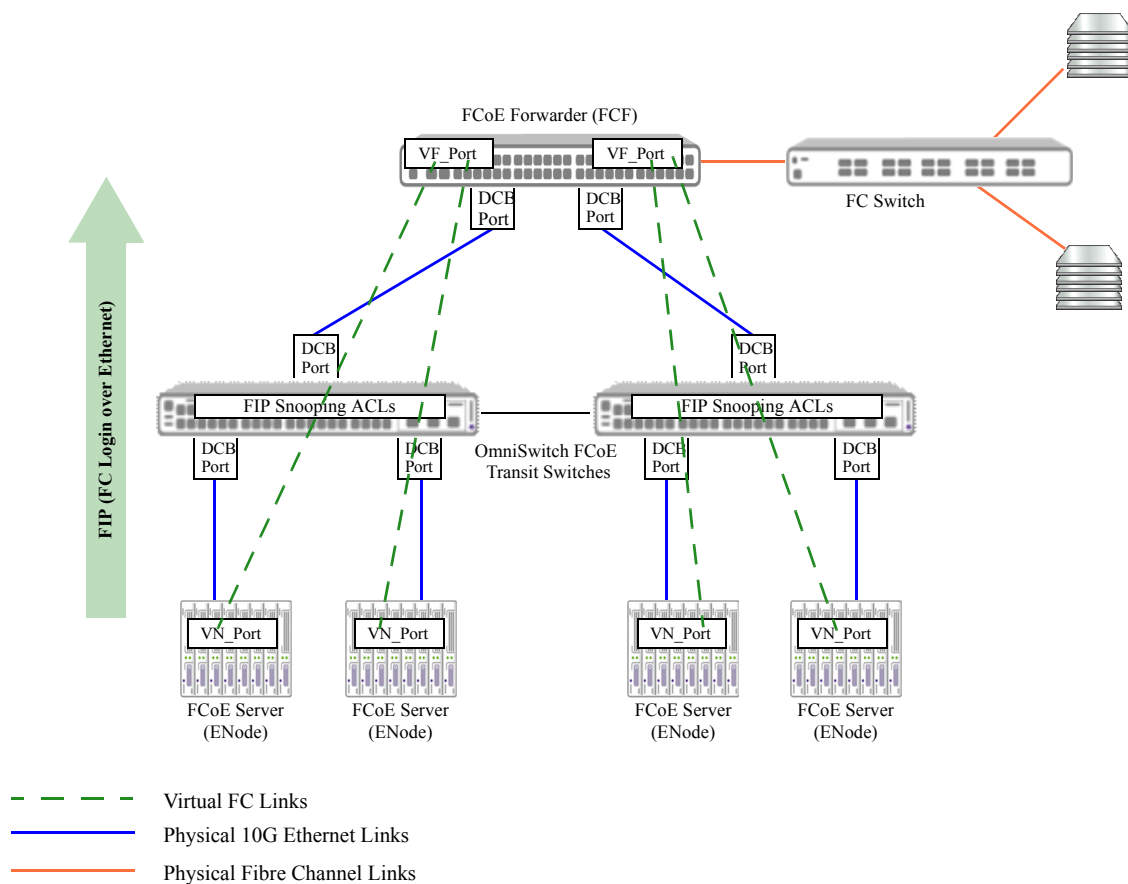 FCoE Forwarder (FCF)
VF_Port
VF_Port
DCB
Port
DCB
Port
FC Switch
FIP (FC Login over Ethernet)
DCB
Port
DCB
Port
FIP Snooping ACLs
FIP Snooping ACLs
DCB
Port
DCB
Port
OmniSwitch FCoE
Transit Switches
DCB
Port
DCB
Port
VN_Port
VN_Port
VN_Port
VN_Port
FCoE Server
(ENode)
FCoE Server
(ENode)
FCoE Server
(ENode)
FCoE Server
(ENode)
Virtual FC Links
Physical 10G Ethernet Links
Physical Fibre Channel Links